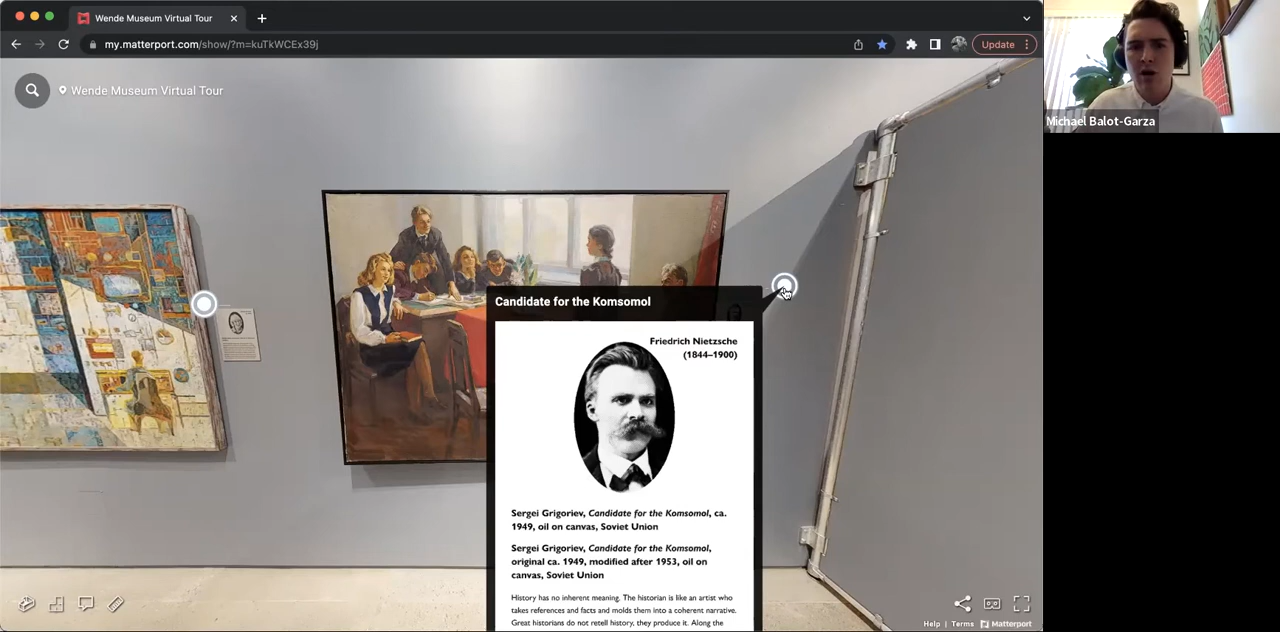 Wende Museum Virtual Tour
my.matterport.com/show/?m=kuTkWCEx39j
Update
Wende Museum Virtual Tour
Michael Balot-Garza
Candidate for the Komsomol
Friedrich Nietzsche
(1844–1900)
Sergei Grigoriev, Candidate for the Komsomol, ca.
1949, oil on canvas, Soviet Union
Sergei Grigoriev, Candidate for the Komsomol,
original ca. 1949, modified after 1953, oil on
canvas, Soviet Union
History has no inherent meaning. The historian is like an artist who
takes references and facts and molds them into a coherent narrative.
Great historians do not retell history, they produce it. Along the
Help | Terms Matterport